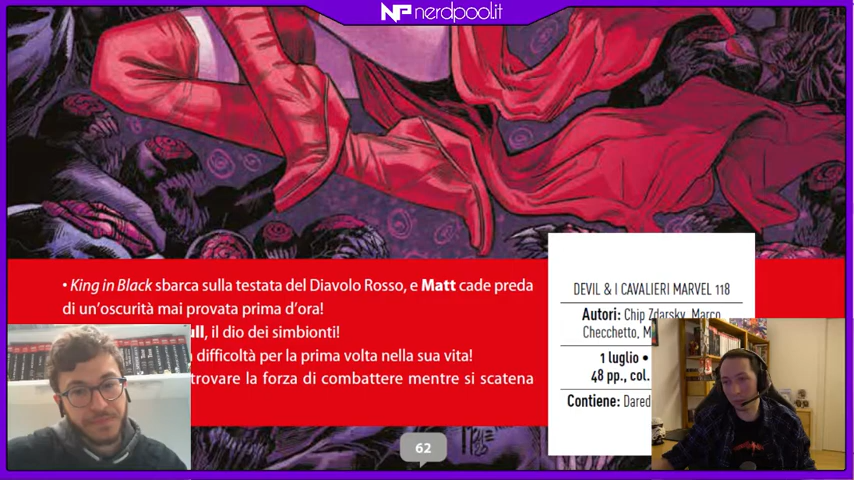 NP nerdpool.it
• King in Black sbarca sulla testata del Diavolo Rosso, e Matt cade preda
di un'oscurità mai provata prima d'ora!
ull, il dio dei simbionti!
difficoltà per la prima volta nella sua vita!
trovare la forza di combattere mentre si scatena
DEVIL & I CAVALIERI MARVEL 118
Autori: Chip Zdarsky, Marco
Checchetto, M
1 luglio •
48 pp., col.
Contiene: Dared
62